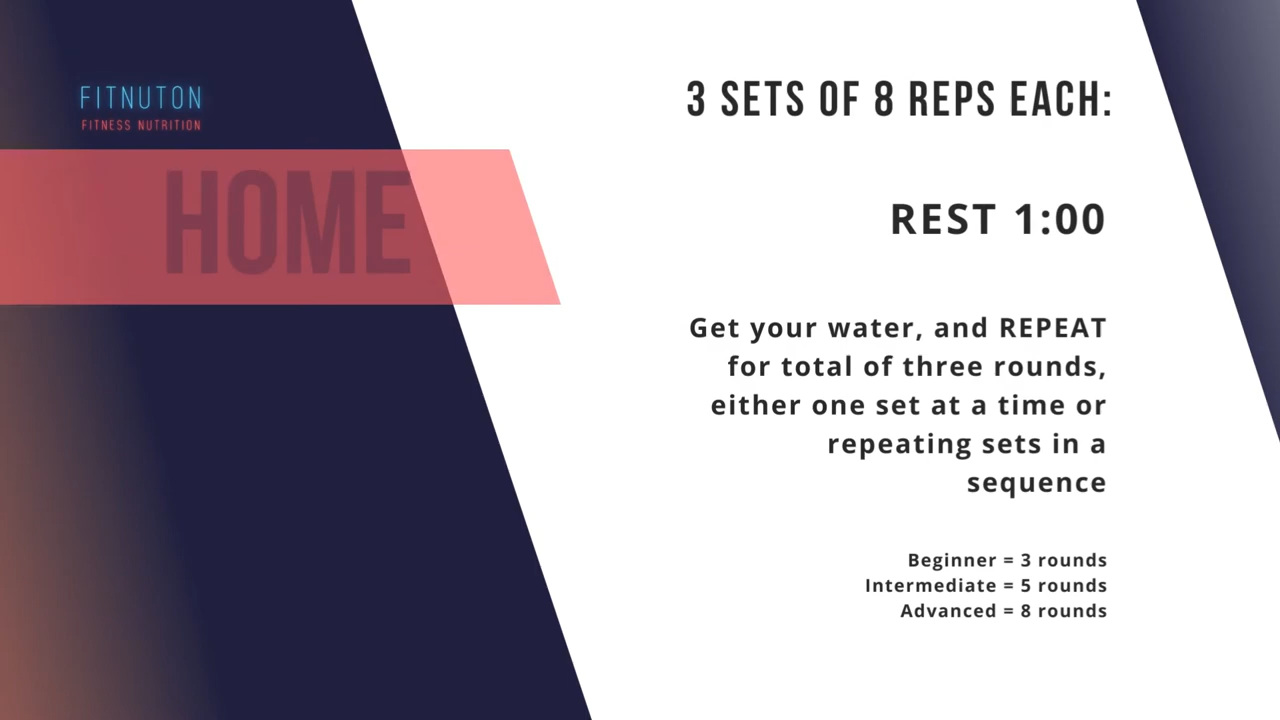 FITNUTON
FITNESS NUTRITION
HOME
3 SETS OF 8 REPS EACH:
REST 1:00
Get your water, and REPEAT
for total of three rounds,
either one set at a time or
repeating sets in a
sequence
Beginner = 3 rounds
Intermediate = 5 rounds
Advanced = 8 rounds